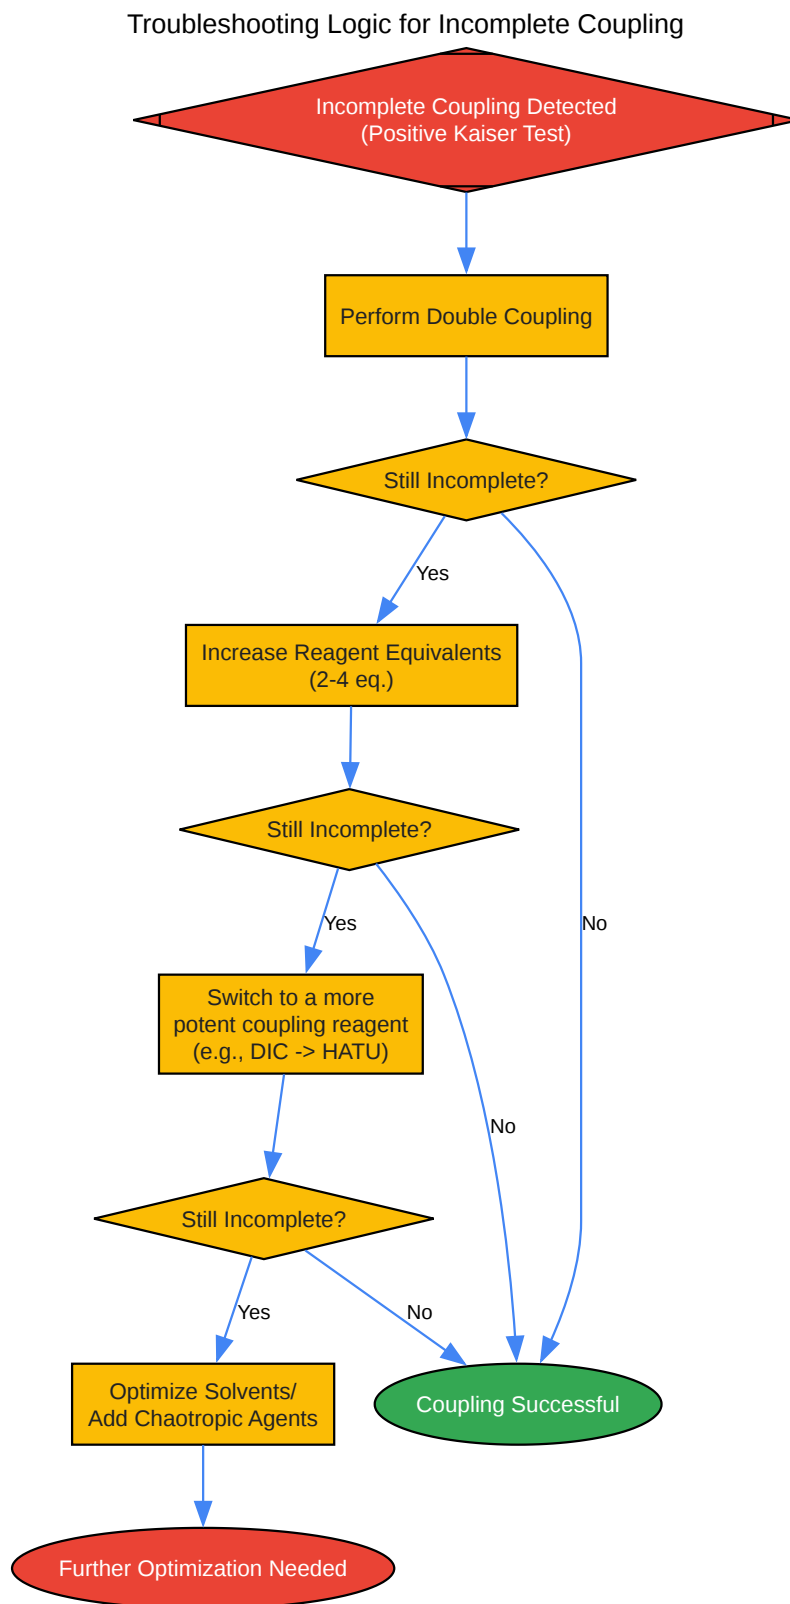 Troubleshooting Logic for Incomplete Coupling
Incomplete Coupling Detected
(Positive Kaiser Test)
Perform Double Coupling
Still Incomplete?
Yes
Increase Reagent Equivalents
(2-4 eq.)
Still Incomplete?
Yes
No
Switch to a more
potent coupling reagent
(e.g., DIC -> HATU)
No
Still Incomplete?
Yes
No
Optimize Solvents/
Add Chaotropic Agents
Coupling Successful
Further Optimization Needed